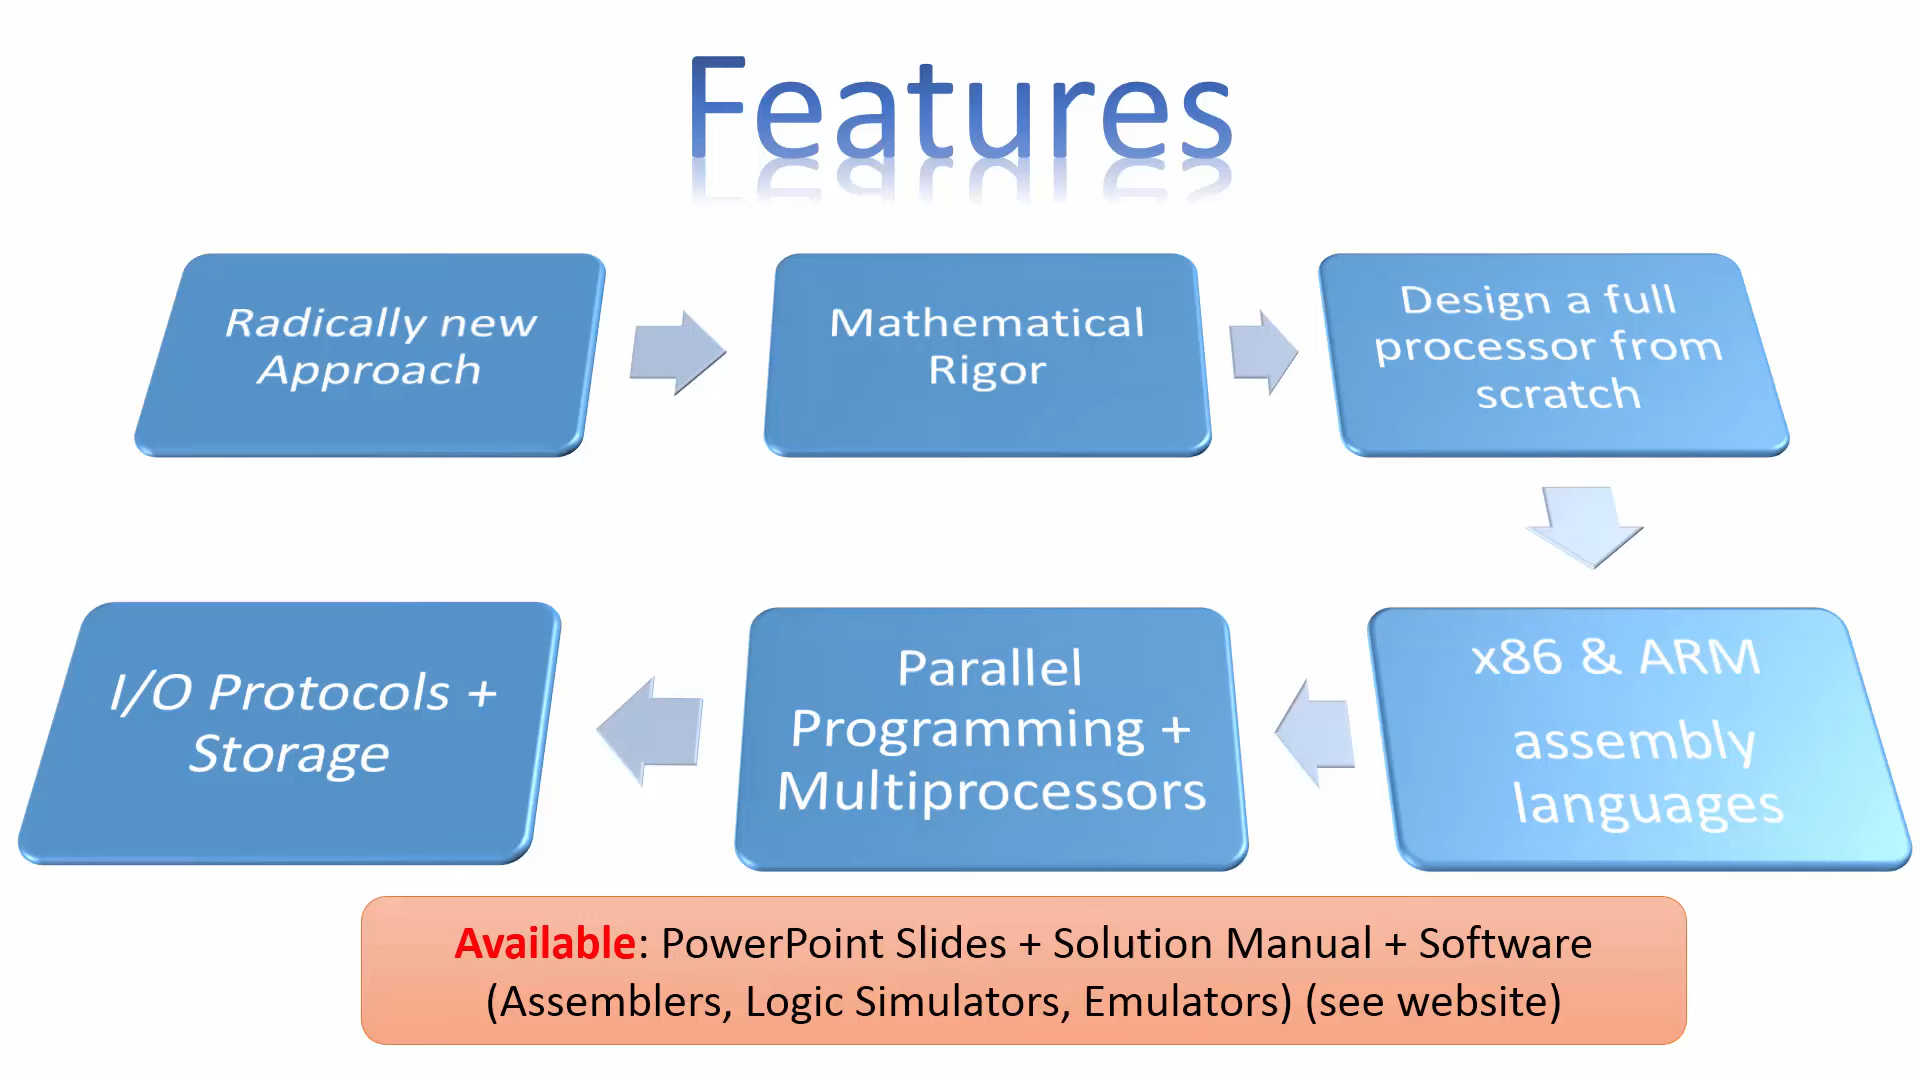 Features
Radically new
Approach
Mathematical
Rigor
Design a full
processor from
scratch
x86 & ARM
assembly
languages
Parallel
Programming +
Multiprocessors
I/O Protocols +
Storage
Available: PowerPoint Slides + Solution Manual + Software
(Assemblers, Logic Simulators, Emulators) (see website)